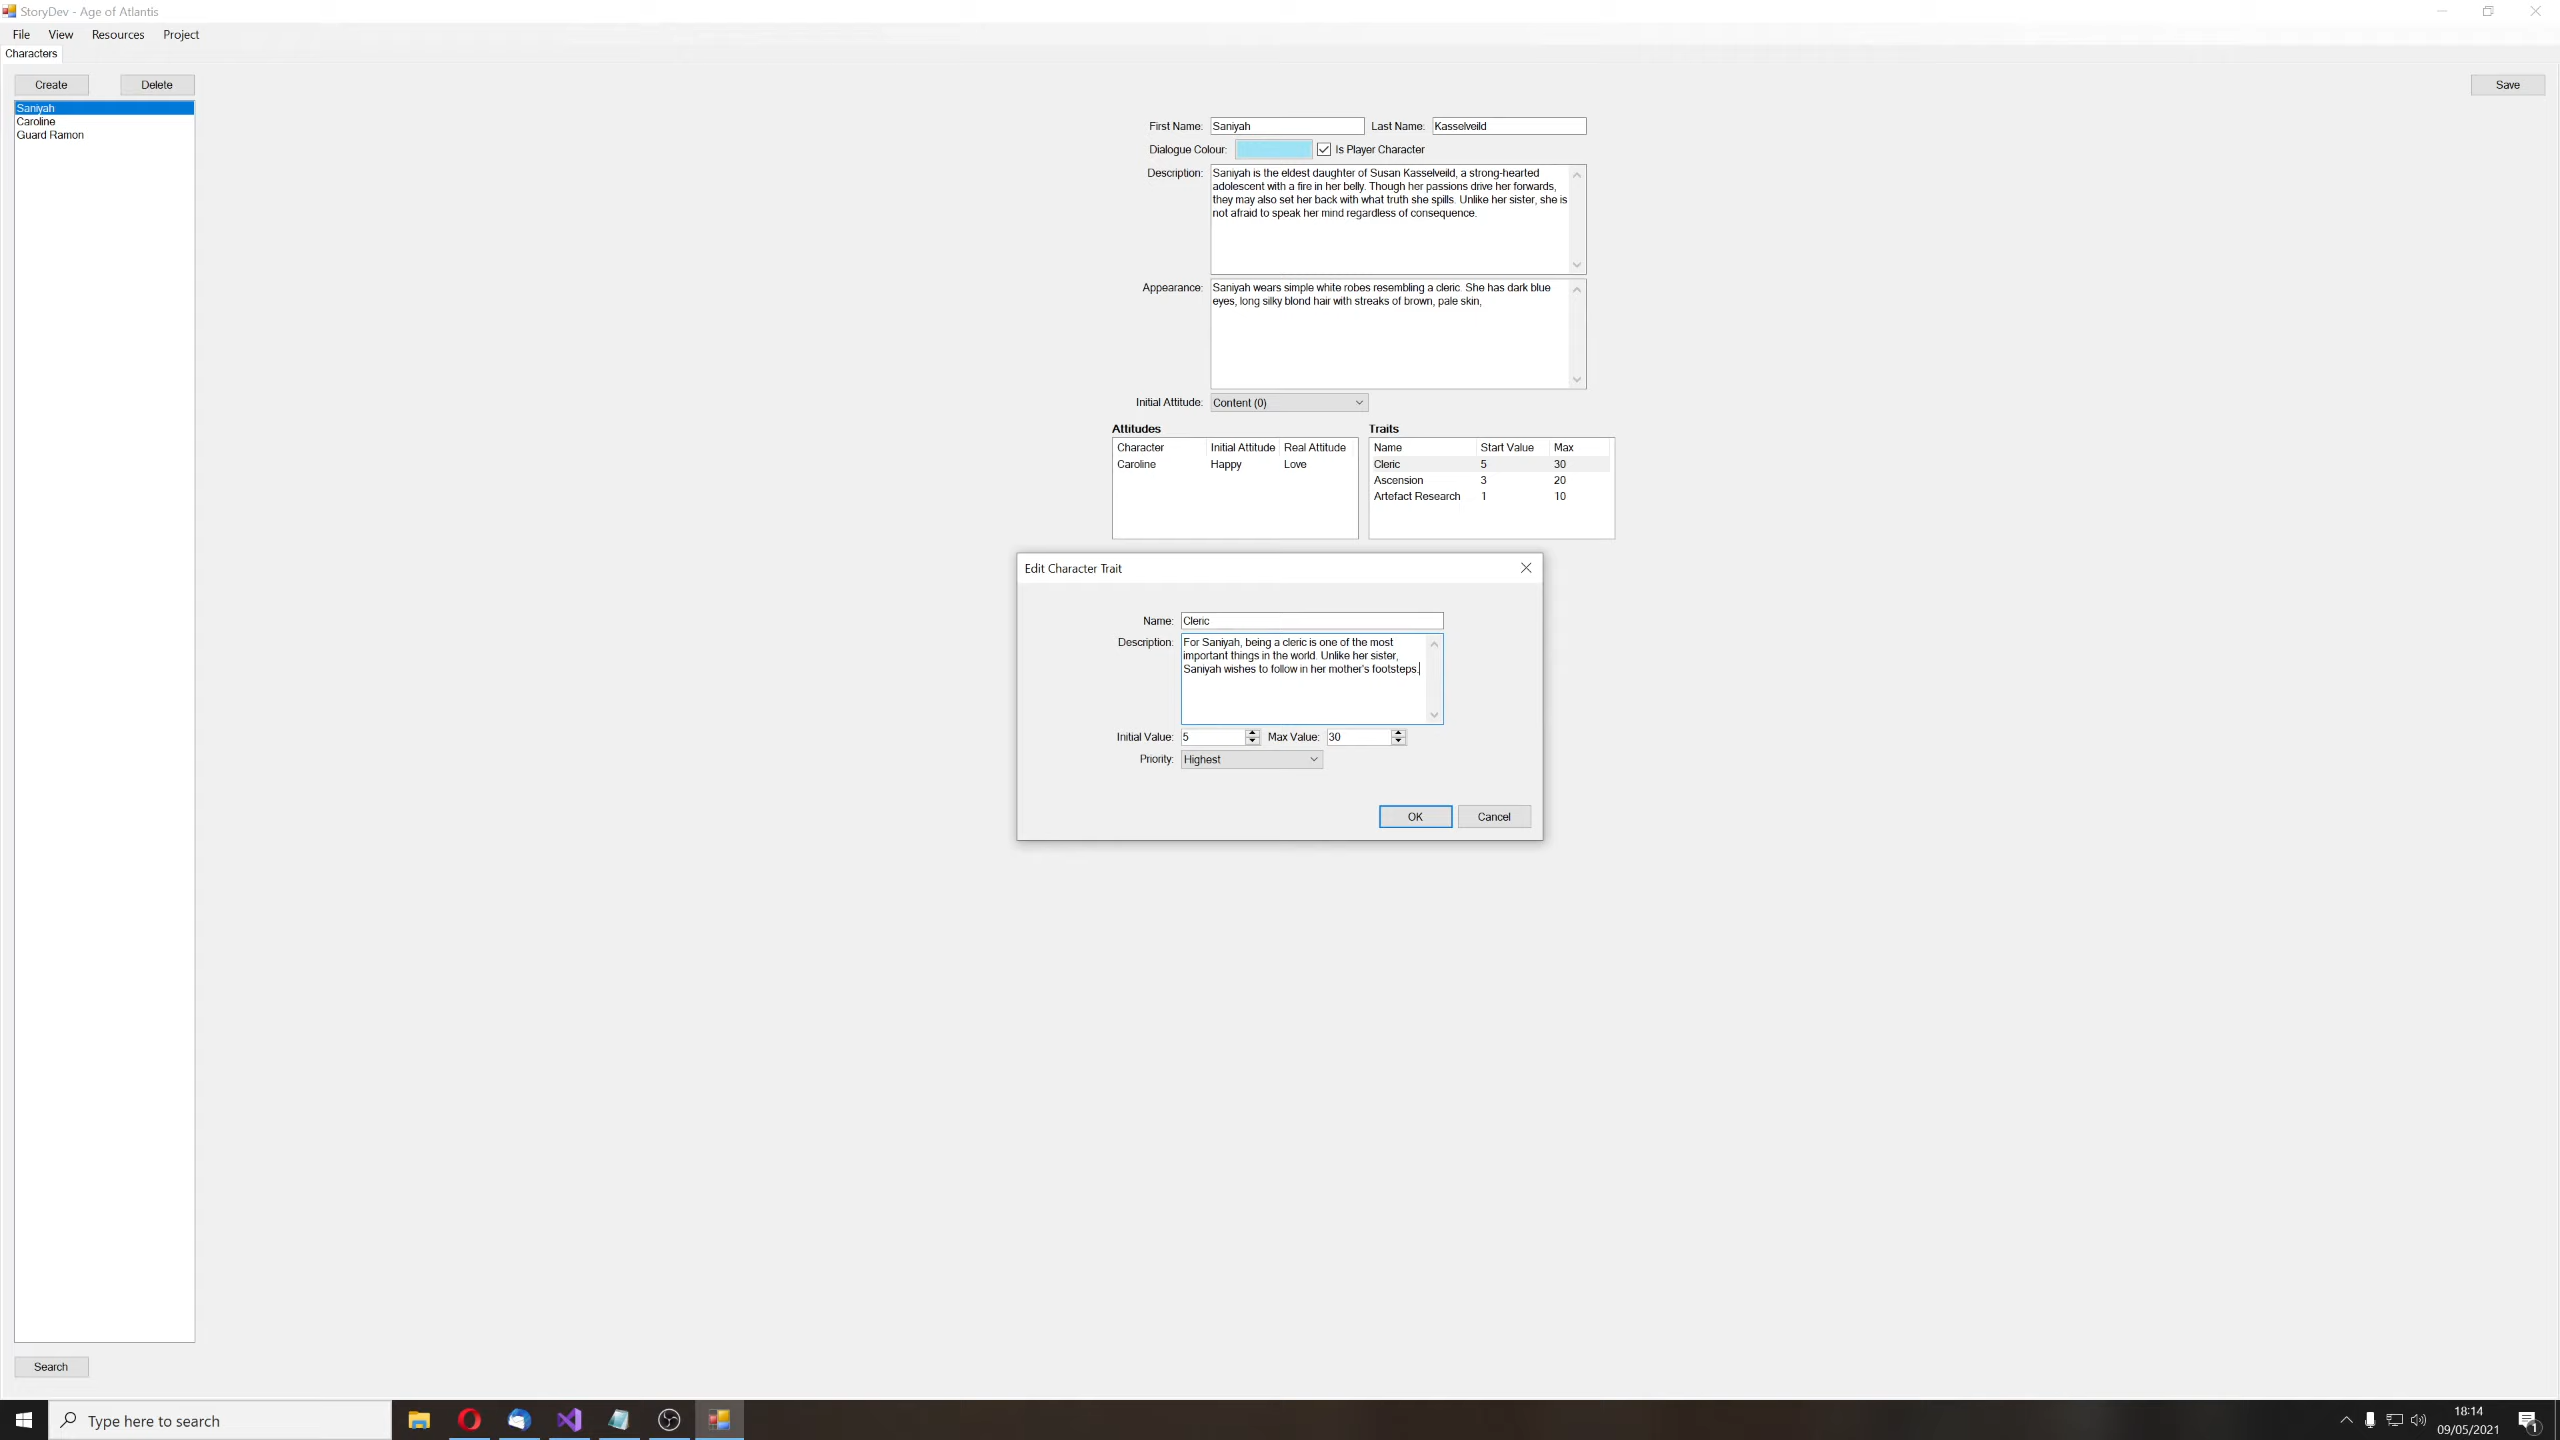 StoryDev - Age of Atlantis
File View Resources Project
Characters
Create Delete Save
Saniyah
Caroline
Guard Ramon
First Name: Saniyah Last Name: Kasselveild
Dialogue Colour: Is Player Character
Description: Saniyah is the eldest daughter of Susan Kasselveild, a strong-hearted
adolescent with a fire in her belly. Though her passions drive her forwards,
they may also set her back with what truth she spills. Unlike her sister, she is
not afraid to speak her mind regardless of consequence.
Appearance: Saniyah wears simple white robes resembling a cleric. She has dark blue
eyes, long silky blond hair with streaks of brown, pale skin,
Initial Attitude: Content (0)
Attitudes Traits
Character Initial Attitude Real Attitude Name Start Value Max
Caroline Happy Love Cleric 5 30
Ascension 3 20
Artefact Research 1 10
Edit Character Trait
Name: Cleric
Description: For Saniyah, being a cleric is one of the most
important things in the world. Unlike her sister,
Saniyah wishes to follow in her mother's footsteps.
Initial Value: 5 Max Value: 30
Priority: Highest
OK Cancel
Search
Type here to search
18:14
09/05/2021
1